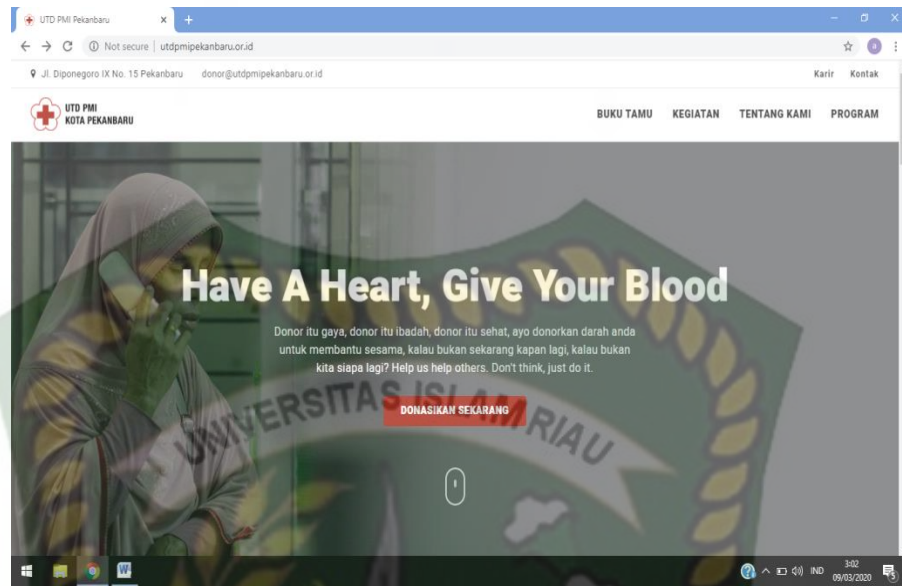 UTD PMI Pekanbaru
Not secure | utdpmipekanbaru.or.id
a
Jl. Diponegoro IX No. 15 Pekanbaru donor@utdpmipekanbaru.or.id Karir Kontak
UTD PMI
KOTA PEKANBARU
BUKU TAMU KEGIATAN TENTANG KAMI PROGRAM
Have A Heart, Give Your Blood
Donor itu gaya, donor itu ibadah, donor itu sehat, ayo donorkan darah anda
untuk membantu sesama, kalau bukan sekarang kapan lagi, kalau bukan
kita siapa lagi? Help us help others. Don't think, just do it.
DONASIKAN SEKARANG
UNIVERSITAS ISLAM RIAU
IND 3:02
09/03/2020
5